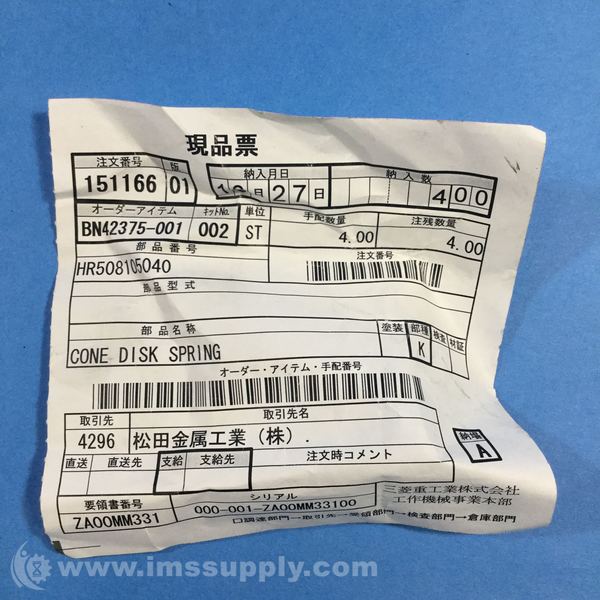 現品票
注文番号 版 納入月日 納入数
151166 01 月27日 400
オーダーアイテム キットNo. 単位 手配数量 注残数量
BN42375-001 002 ST 4.00 4.00
部品番号 注文番号
HR508105040
部品型式
部品名称 塗装 部種 検査 材証
CONE DISK SPRING K
オーダー・アイテム・手配番号
取引先 取引先名
4296 松田金属工業(株). 納場
A
直送 直送先 支給 支給先 注文時コメント
要領書番号 シリアル 三菱重工業株式会社
ZA00MM331 000-001-ZA00MM33100 工作機械事業本部
口調達部門→取引先→受領部門→検査部門→倉庫部門
www.imssupply.com